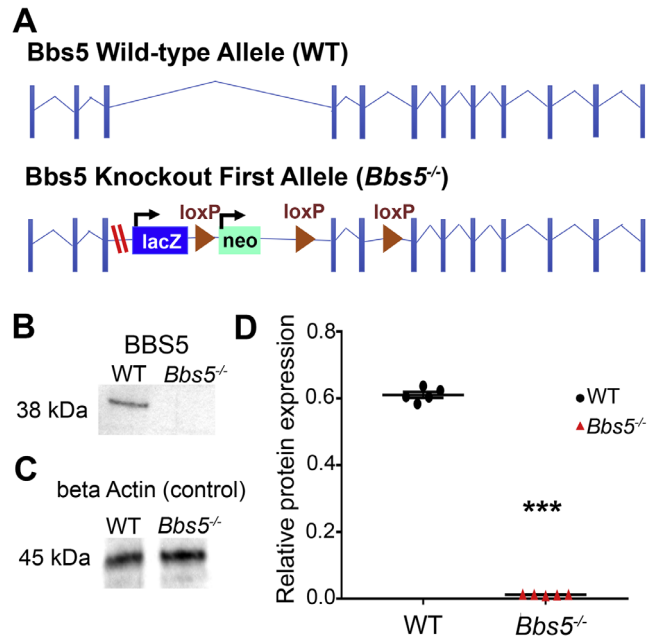 A
Bbs5 Wild-type Allele (WT)
Bbs5 Knockout First Allele (Bbs5-/-)
loxP
loxP
loxP
lacZ
neo
B
BBS5
WT Bbs5-/-
38 kDa
C
beta Actin (control)
WT Bbs5-/-
45 kDa
D
Relative protein expression
0.8
0.6
0.4
0.2
0.0
WT
Bbs5-/-
***
WT
Bbs5-/-